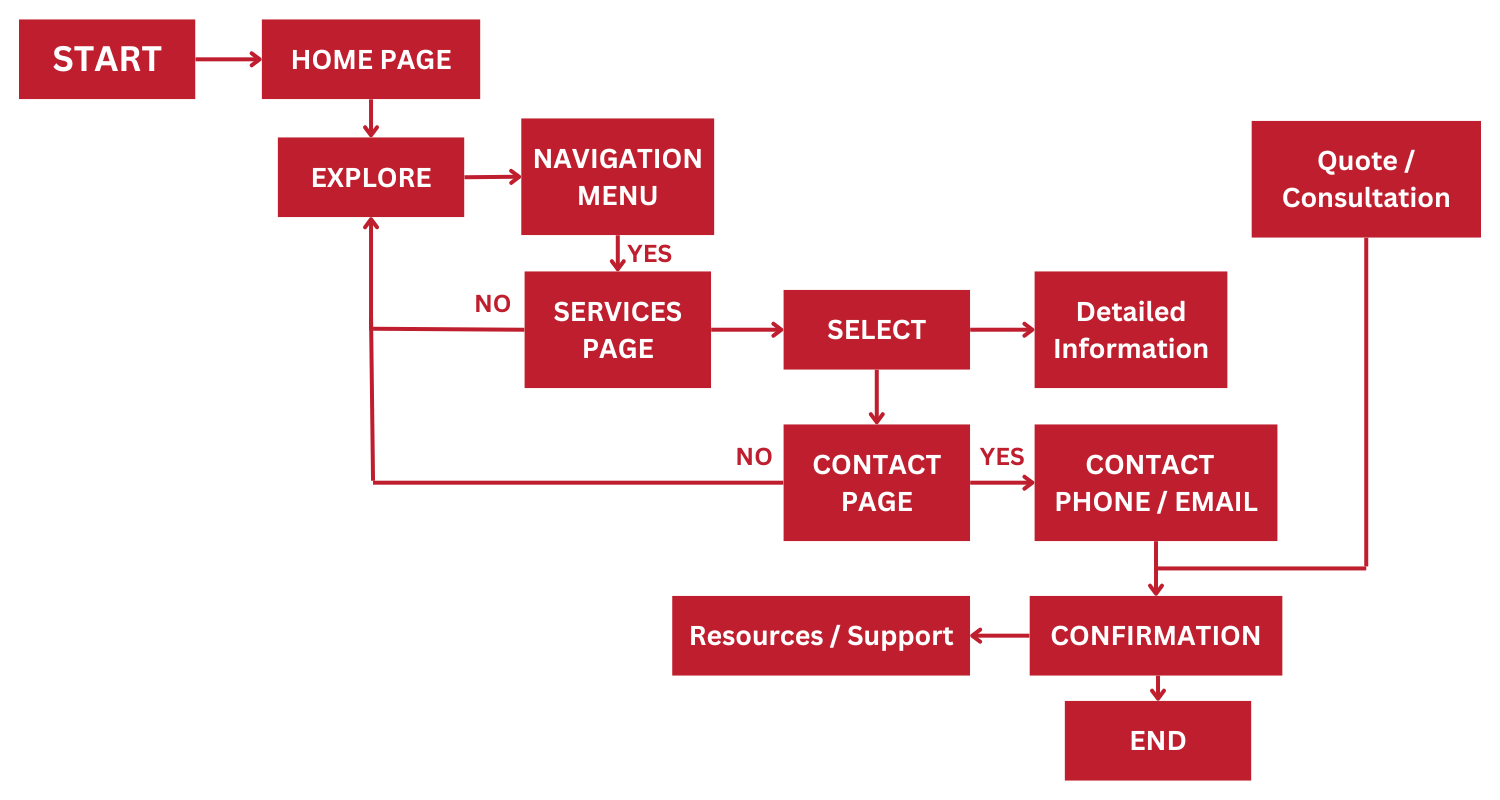 START
HOME PAGE
EXPLORE
NAVIGATION
MENU
Quote /
Consultation
YES
NO
SERVICES
PAGE
SELECT
Detailed
Information
NO
CONTACT
PAGE
YES
CONTACT
PHONE / EMAIL
Resources / Support
CONFIRMATION
END